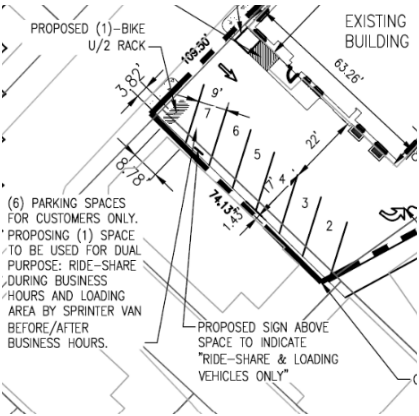 PROPOSED (1)-BIKE
U/2 RACK
EXISTING
BUILDING
109.50'
63.26'
3.82'
9'
7
6
5
4
3
2
22'
17'
8.78'
74.13'
1.45'
(6) PARKING SPACES
FOR CUSTOMERS ONLY.
PROPOSING (1) SPACE
TO BE USED FOR DUAL
PURPOSE: RIDE-SHARE
DURING BUSINESS
HOURS AND LOADING
AREA BY SPRINTER VAN
BEFORE/AFTER
BUSINESS HOURS.
PROPOSED SIGN ABOVE
SPACE TO INDICATE
"RIDE-SHARE & LOADING
VEHICLES ONLY"